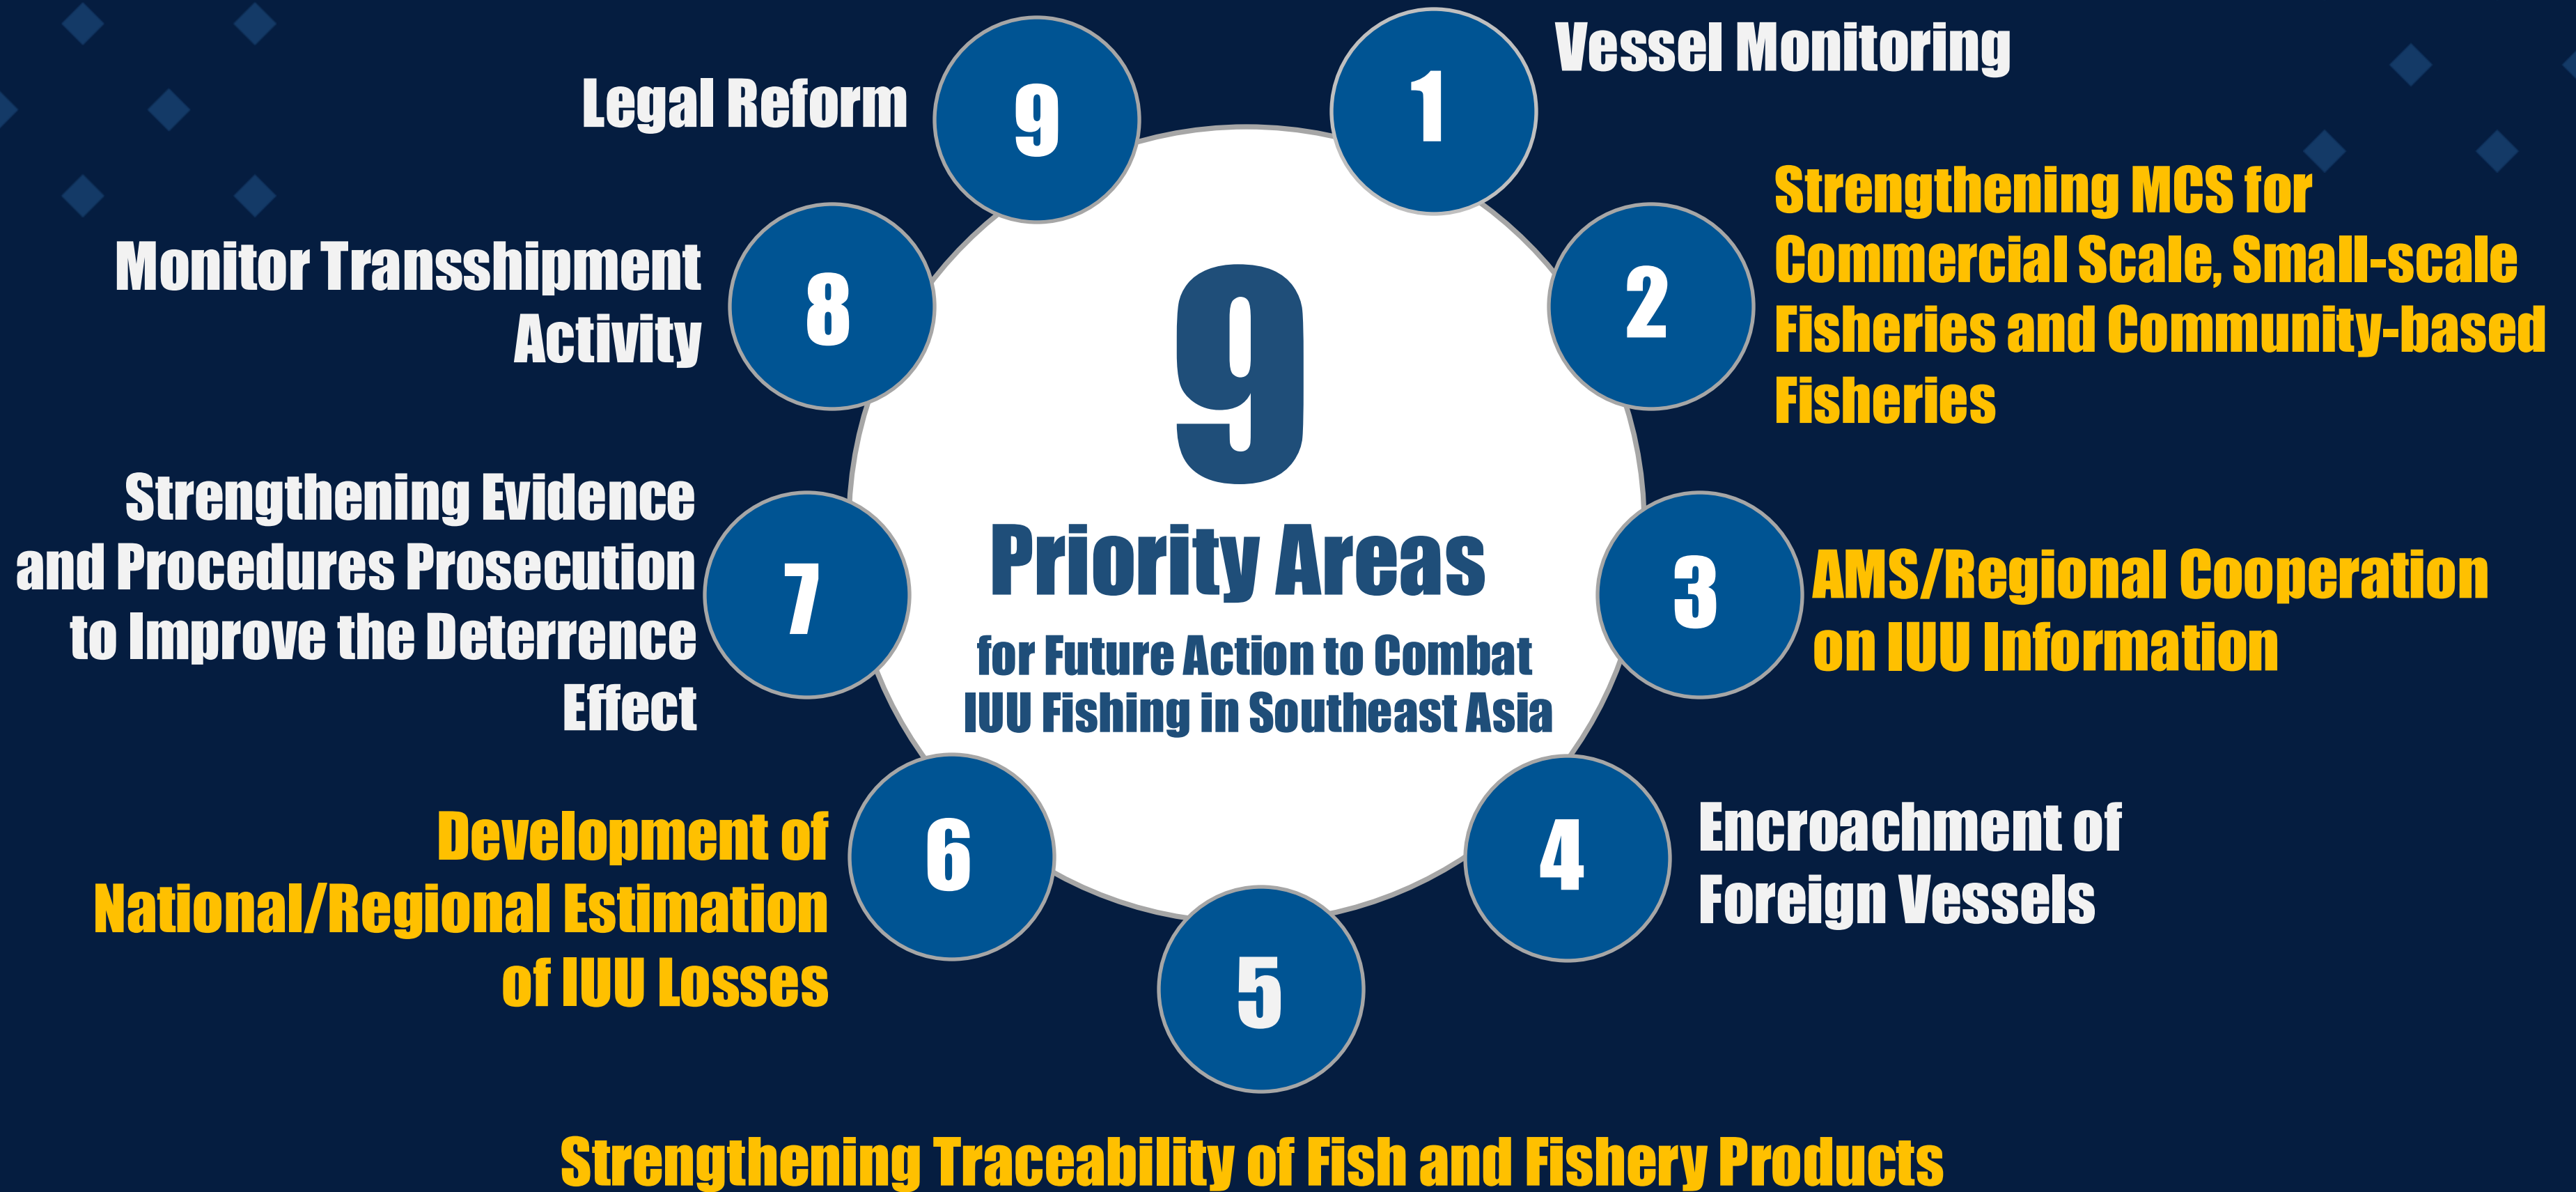 9
Priority Areas
for Future Action to Combat
IUU Fishing in Southeast Asia
1
Vessel Monitoring
2
Strengthening MCS for
Commercial Scale, Small-scale
Fisheries and Community-based
Fisheries
3
AMS/Regional Cooperation
on IUU Information
4
Encroachment of
Foreign Vessels
5
Strengthening Traceability of Fish and Fishery Products
6
Development of
National/Regional Estimation
of IUU Losses
7
Strengthening Evidence
and Procedures Prosecution
to Improve the Deterrence
Effect
8
Monitor Transshipment
Activity
9
Legal Reform